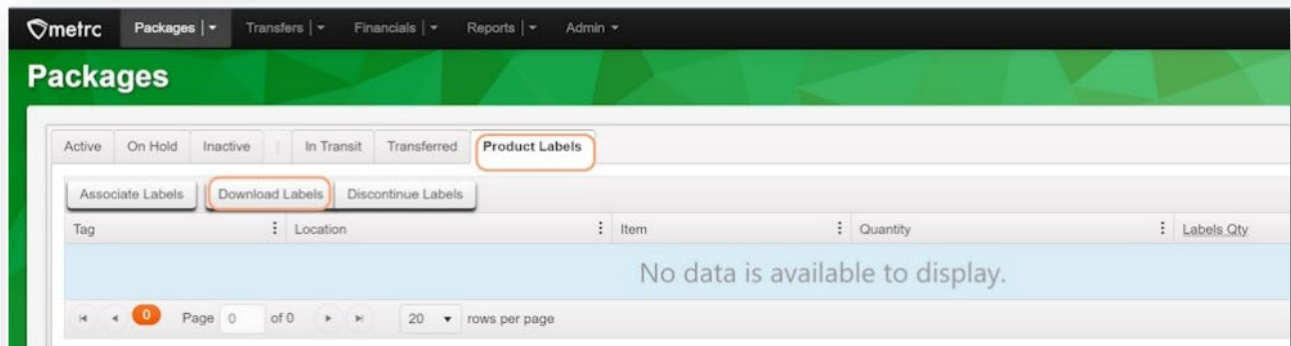 metrc Packages | Transfers | Financials | Reports | Admin
Packages
Active On Hold Inactive | In Transit Transferred Product Labels
Associate Labels Download Labels Discontinue Labels
Tag Location Item Quantity Labels Qty
No data is available to display.
0 Page 0 of 0 20 rows per page